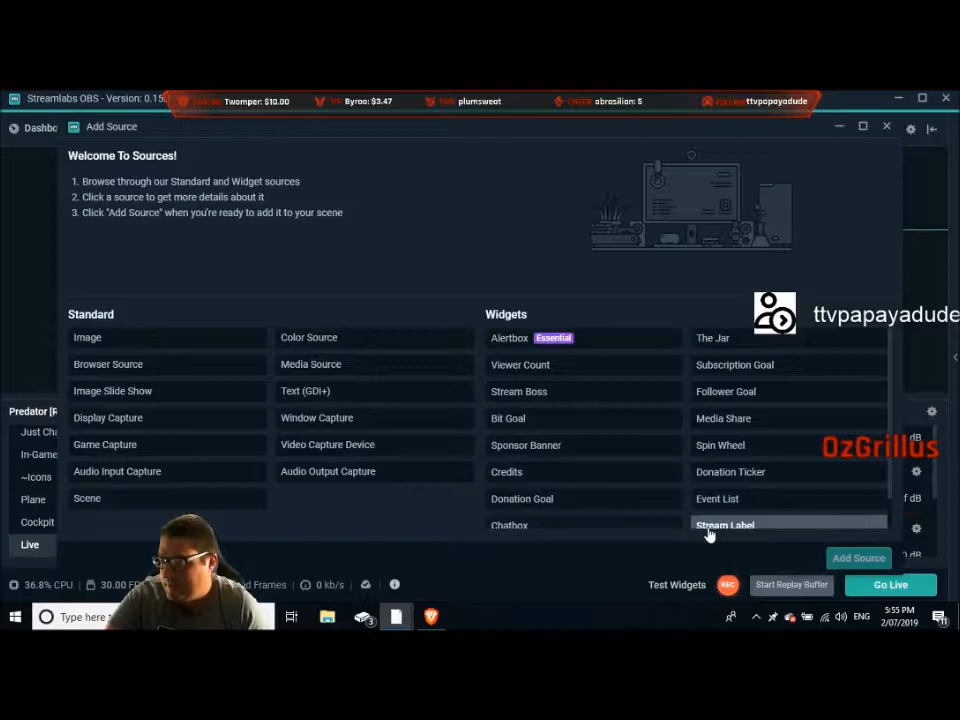 Streamlabs OBS - Version: 0.15.
Twomper: $10.00
Byroo: $3.47
plumsweat
abrasilian: 5
ttvpapayadude
Dashbo
Add Source
Welcome To Sources!
1. Browse through our Standard and Widget sources
2. Click a source to get more details about it
3. Click "Add Source" when you're ready to add it to your scene
Standard
Image
Color Source
Browser Source
Media Source
Image Slide Show
Text (GDI+)
Display Capture
Window Capture
Game Capture
Video Capture Device
Audio Input Capture
Audio Output Capture
Scene
Widgets
Alertbox Essential
The Jar
Viewer Count
Subscription Goal
Stream Boss
Follower Goal
Bit Goal
Media Share
Sponsor Banner
Spin Wheel
Credits
Donation Ticker
Donation Goal
Event List
Chatbox
Stream Label
Add Source
ttvpapayadude
OzGrillus
Predator [R
Just Cha
In-Game
~Icons
Plane
Cockpit
Live
dB
f dB
dB
36.8% CPU
30.00 FP
d Frames
0 kb/s
Test Widgets
REC
Start Replay Buffer
Go Live
Type here
3
ENG
5:55 PM
2/07/2019